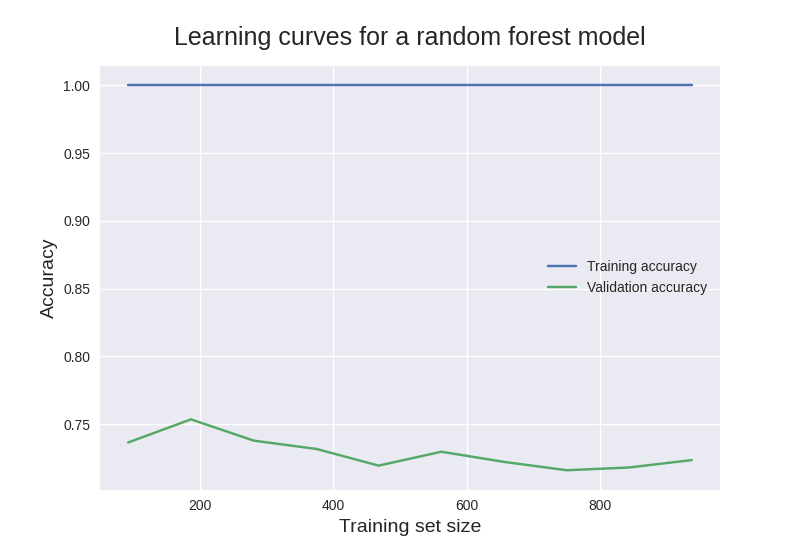 Learning curves for a random forest model
1.00
0.95
0.90
0.85
0.80
0.75
Accuracy
Training accuracy
Validation accuracy
200 400 600 800
Training set size